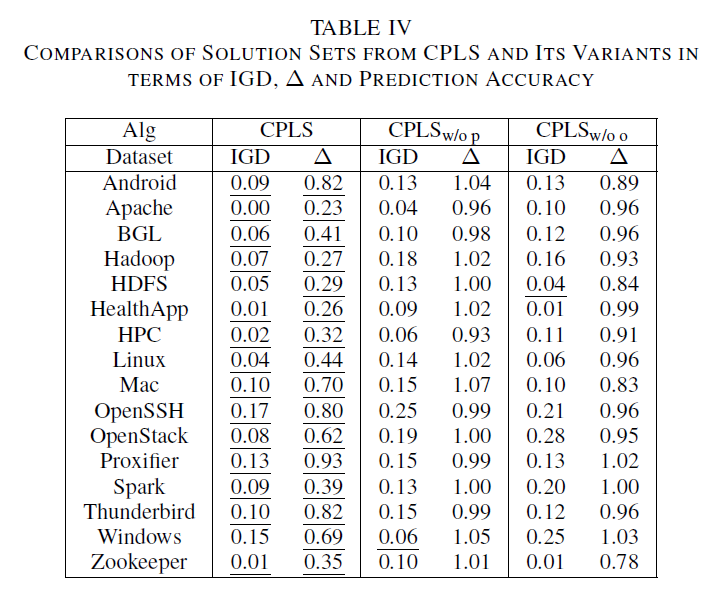 TABLE IV
COMPARISONS OF SOLUTION SETS FROM CPLS AND ITS VARIANTS IN
TERMS OF IGD, Δ AND PREDICTION ACCURACY
Alg CPLS CPLSw/o p CPLSw/o o
Dataset IGD Δ IGD Δ IGD Δ
Android 0.09 0.82 0.13 1.04 0.13 0.89
Apache 0.00 0.23 0.04 0.96 0.10 0.96
BGL 0.06 0.41 0.10 0.98 0.12 0.96
Hadoop 0.07 0.27 0.18 1.02 0.16 0.93
HDFS 0.05 0.29 0.13 1.00 0.04 0.84
HealthApp 0.01 0.26 0.09 1.02 0.01 0.99
HPC 0.02 0.32 0.06 0.93 0.11 0.91
Linux 0.04 0.44 0.14 1.02 0.06 0.96
Mac 0.10 0.70 0.15 1.07 0.10 0.83
OpenSSH 0.17 0.80 0.25 0.99 0.21 0.96
OpenStack 0.08 0.62 0.19 1.00 0.28 0.95
Proxifier 0.13 0.93 0.15 0.99 0.13 1.02
Spark 0.09 0.39 0.13 1.00 0.20 1.00
Thunderbird 0.10 0.82 0.15 0.99 0.12 0.96
Windows 0.15 0.69 0.06 1.05 0.25 1.03
Zookeeper 0.01 0.35 0.10 1.01 0.01 0.78